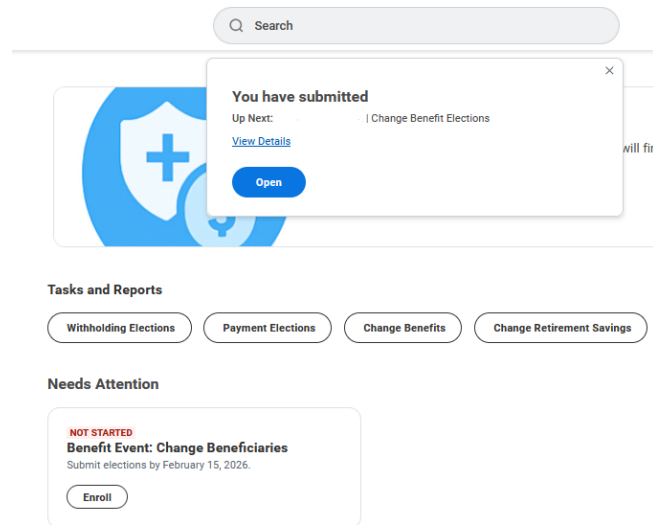 Search
You have submitted
Up Next: | Change Benefit Elections
View Details
Open
will fi
Tasks and Reports
Withholding Elections
Payment Elections
Change Benefits
Change Retirement Savings
Needs Attention
NOT STARTED
Benefit Event: Change Beneficiaries
Submit elections by February 15, 2026.
Enroll